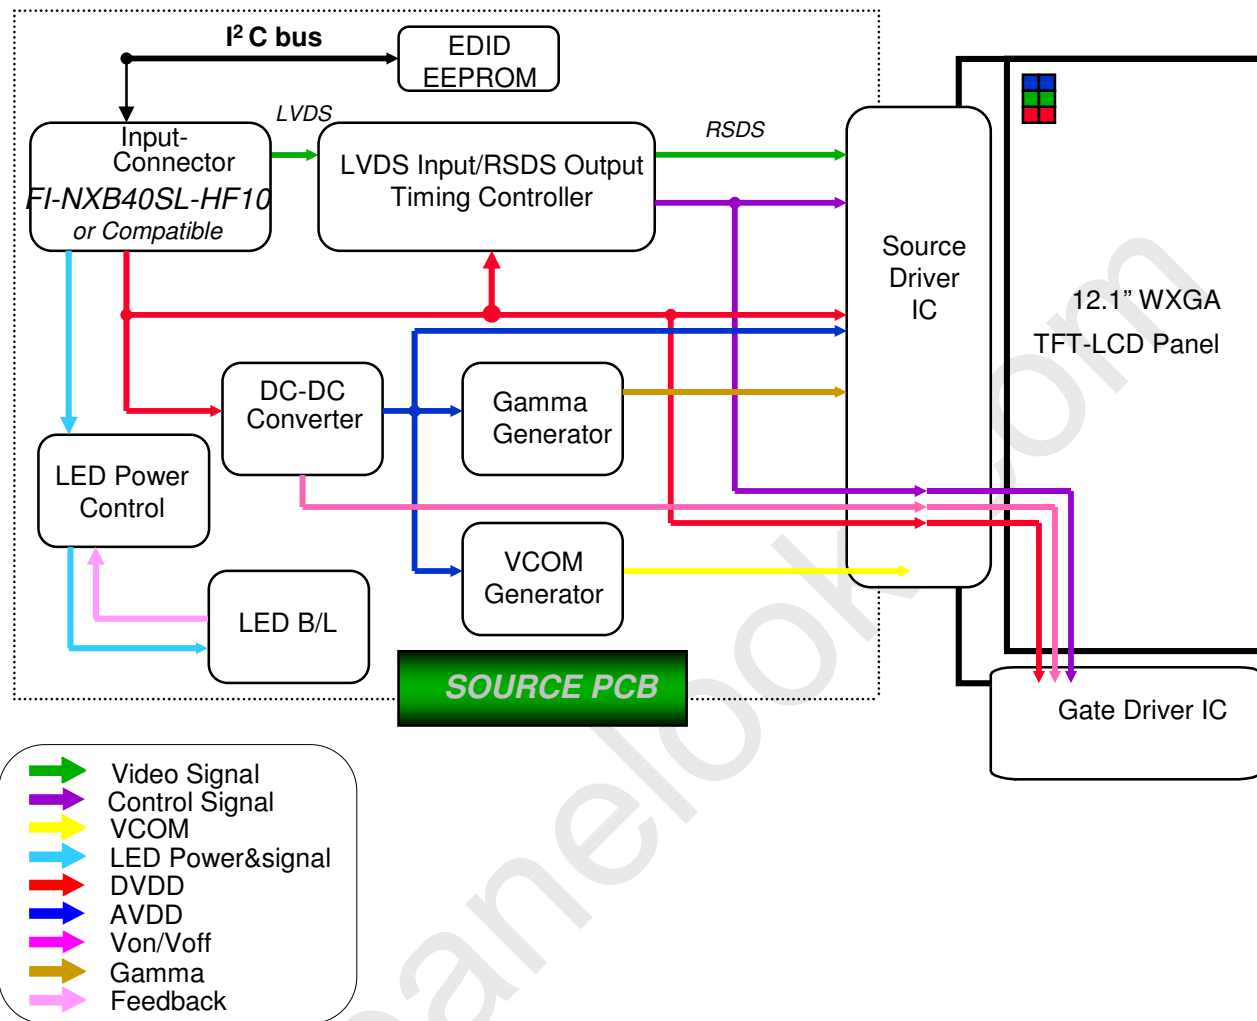 I² C bus
EDID
EEPROM
LVDS
RSDS
Input-
Connector
FI-NXB40SL-HF10
or Compatible
LVDS Input/RSDS Output
Timing Controller
Source
Driver
IC
12.1” WXGA
TFT-LCD Panel
DC-DC
Converter
Gamma
Generator
LED Power
Control
VCOM
Generator
LED B/L
SOURCE PCB
Gate Driver IC
Video Signal
Control Signal
VCOM
LED Power&signal
DVDD
AVDD
Von/Voff
Gamma
Feedback
panelook.com